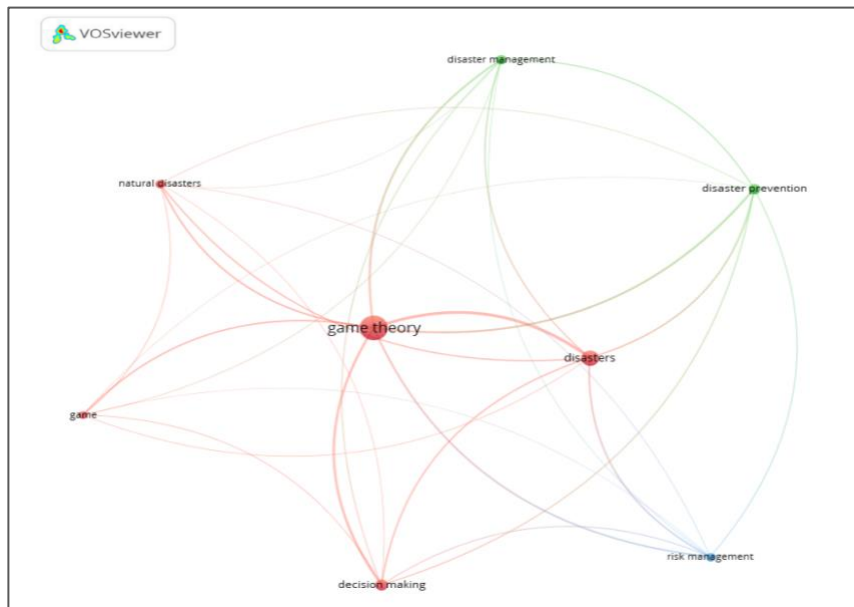 VOSviewer
disaster management
natural disasters
disaster prevention
game theory
disasters
game
risk management
decision making